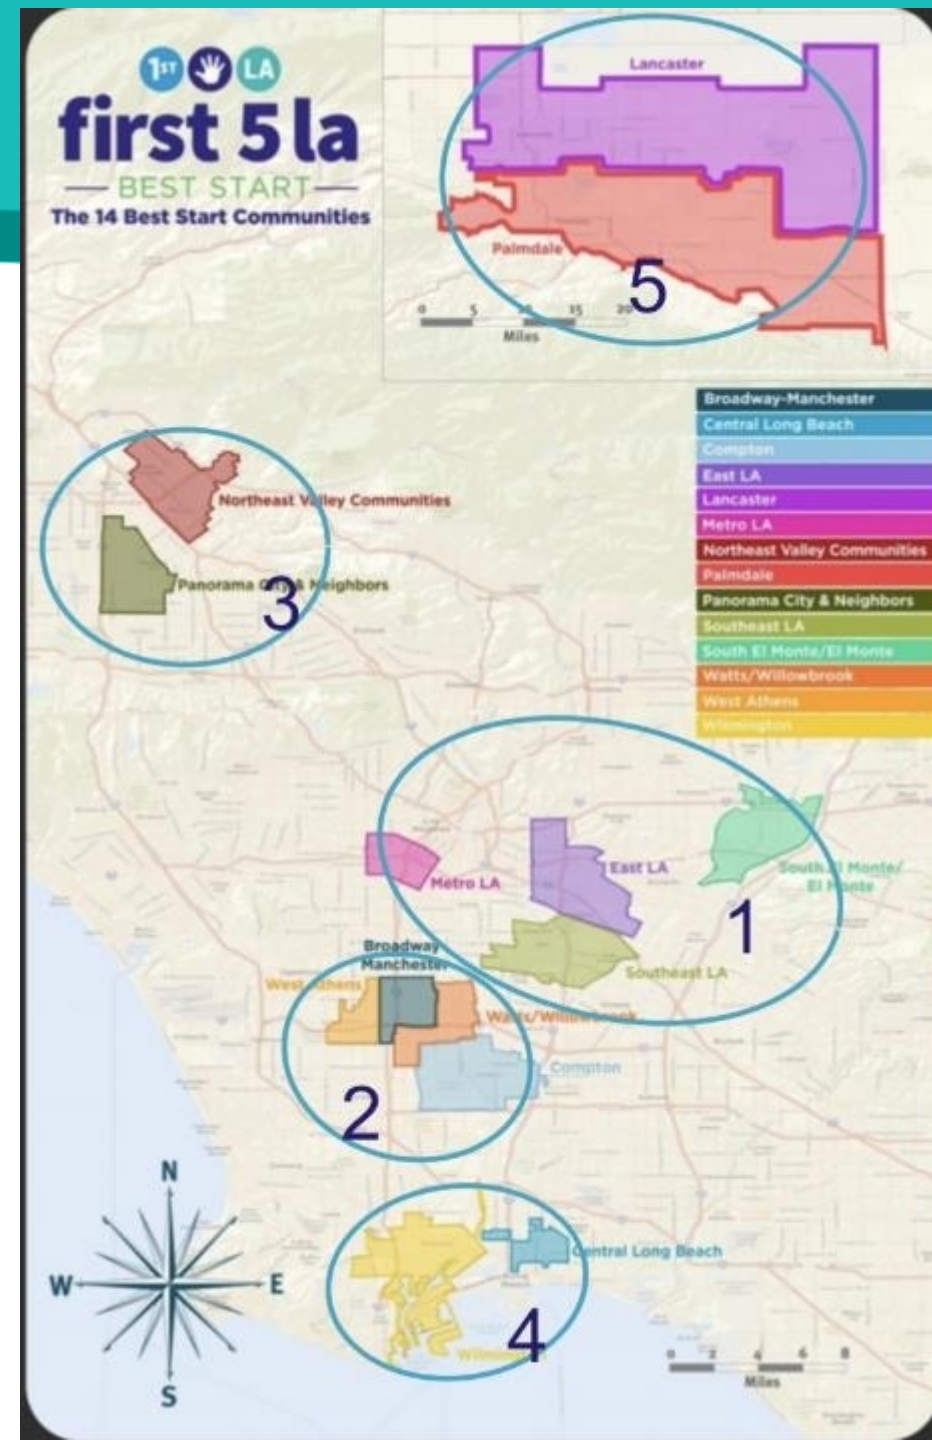 1ST LA
first 5 la
BEST START
The 14 Best Start Communities
Lancaster
Palmdale
5
0 5 10 15 20
Miles
Broadway-Manchester
Central Long Beach
Compton
East LA
Lancaster
Metro LA
Northeast Valley Communities
Palmdale
Panorama City & Neighbors
Southeast LA
South El Monte/El Monte
Watts/Willowbrook
West Athens
Wilmington
Northeast Valley Communities
Panorama City & Neighbors
3
East LA
South El Monte/
El Monte
Metro LA
1
Broadway
Manchester
Southeast LA
West Athens
Watts/Willowbrook
Compton
2
N
W E
S
Central Long Beach
4
Wilmington
0 2 4 6 8
Miles